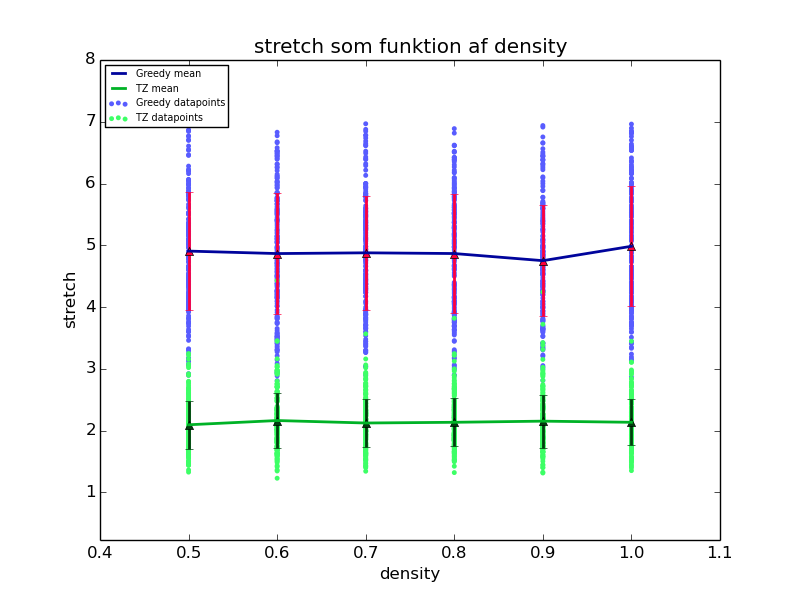 stretch som funktion af density
Greedy mean
TZ mean
Greedy datapoints
TZ datapoints
8
7
6
5
4
3
2
1
stretch
0.4 0.5 0.6 0.7 0.8 0.9 1.0 1.1
density